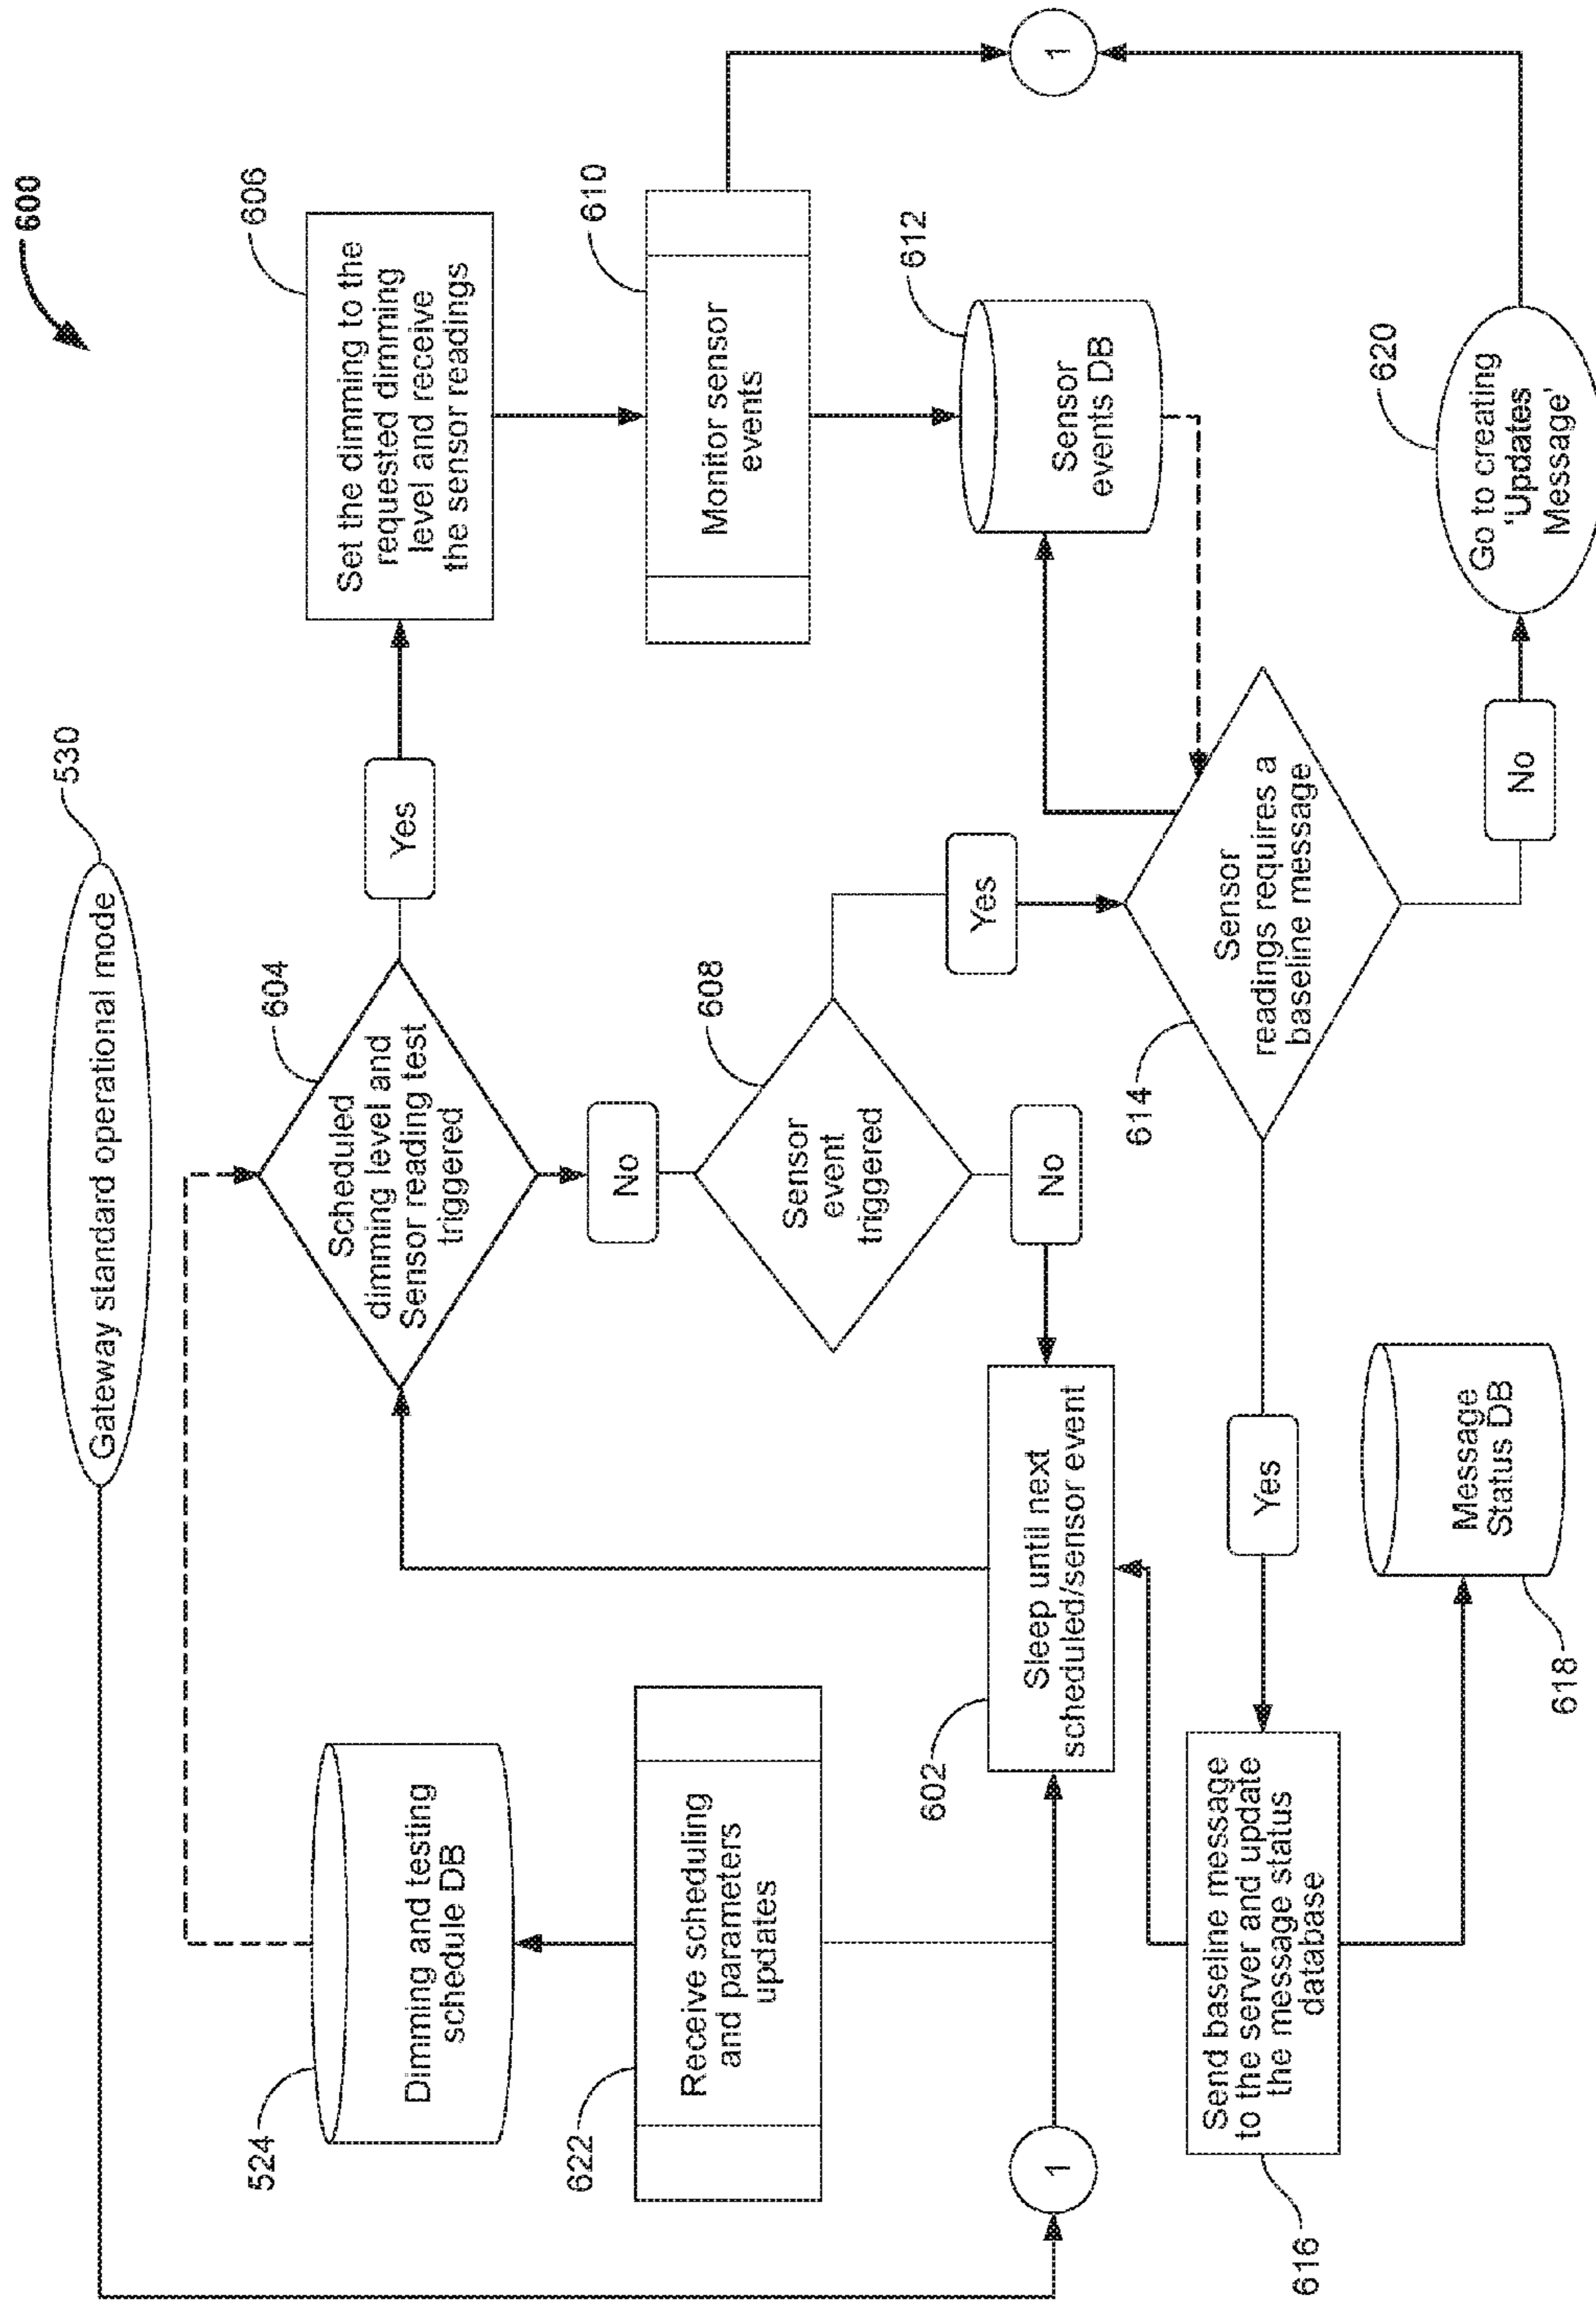 600
Gateway standard operational mode
530
524
Dimming and testing
schedule DB
Scheduled
dimming level and
Sensor reading test
triggered
604
Yes
Set the dimming to the
requested dimming
level and receive
the sensor readings
606
622
Receive scheduling
and parameters
updates
No
Monitor sensor
events
610
Sensor
event
triggered
608
1
602
Sleep until next
scheduled/sensor event
No
Yes
Sensor
events DB
612
1
616
Send baseline message
to the server and update
the message status
database
Yes
614
Sensor
readings requires a
baseline message
618
Message
Status DB
No
Go to creating
'Updates
Message'
620